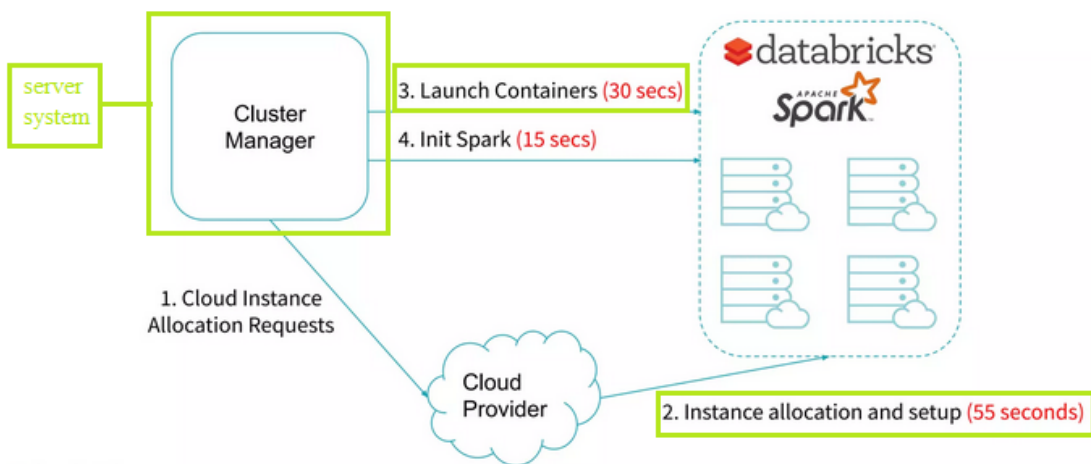 databricks
APACHE
Spark
server
system
Cluster
Manager
3. Launch Containers (30 secs)
4. Init Spark (15 secs)
1. Cloud Instance
Allocation Requests
Cloud
Provider
2. Instance allocation and setup (55 seconds)